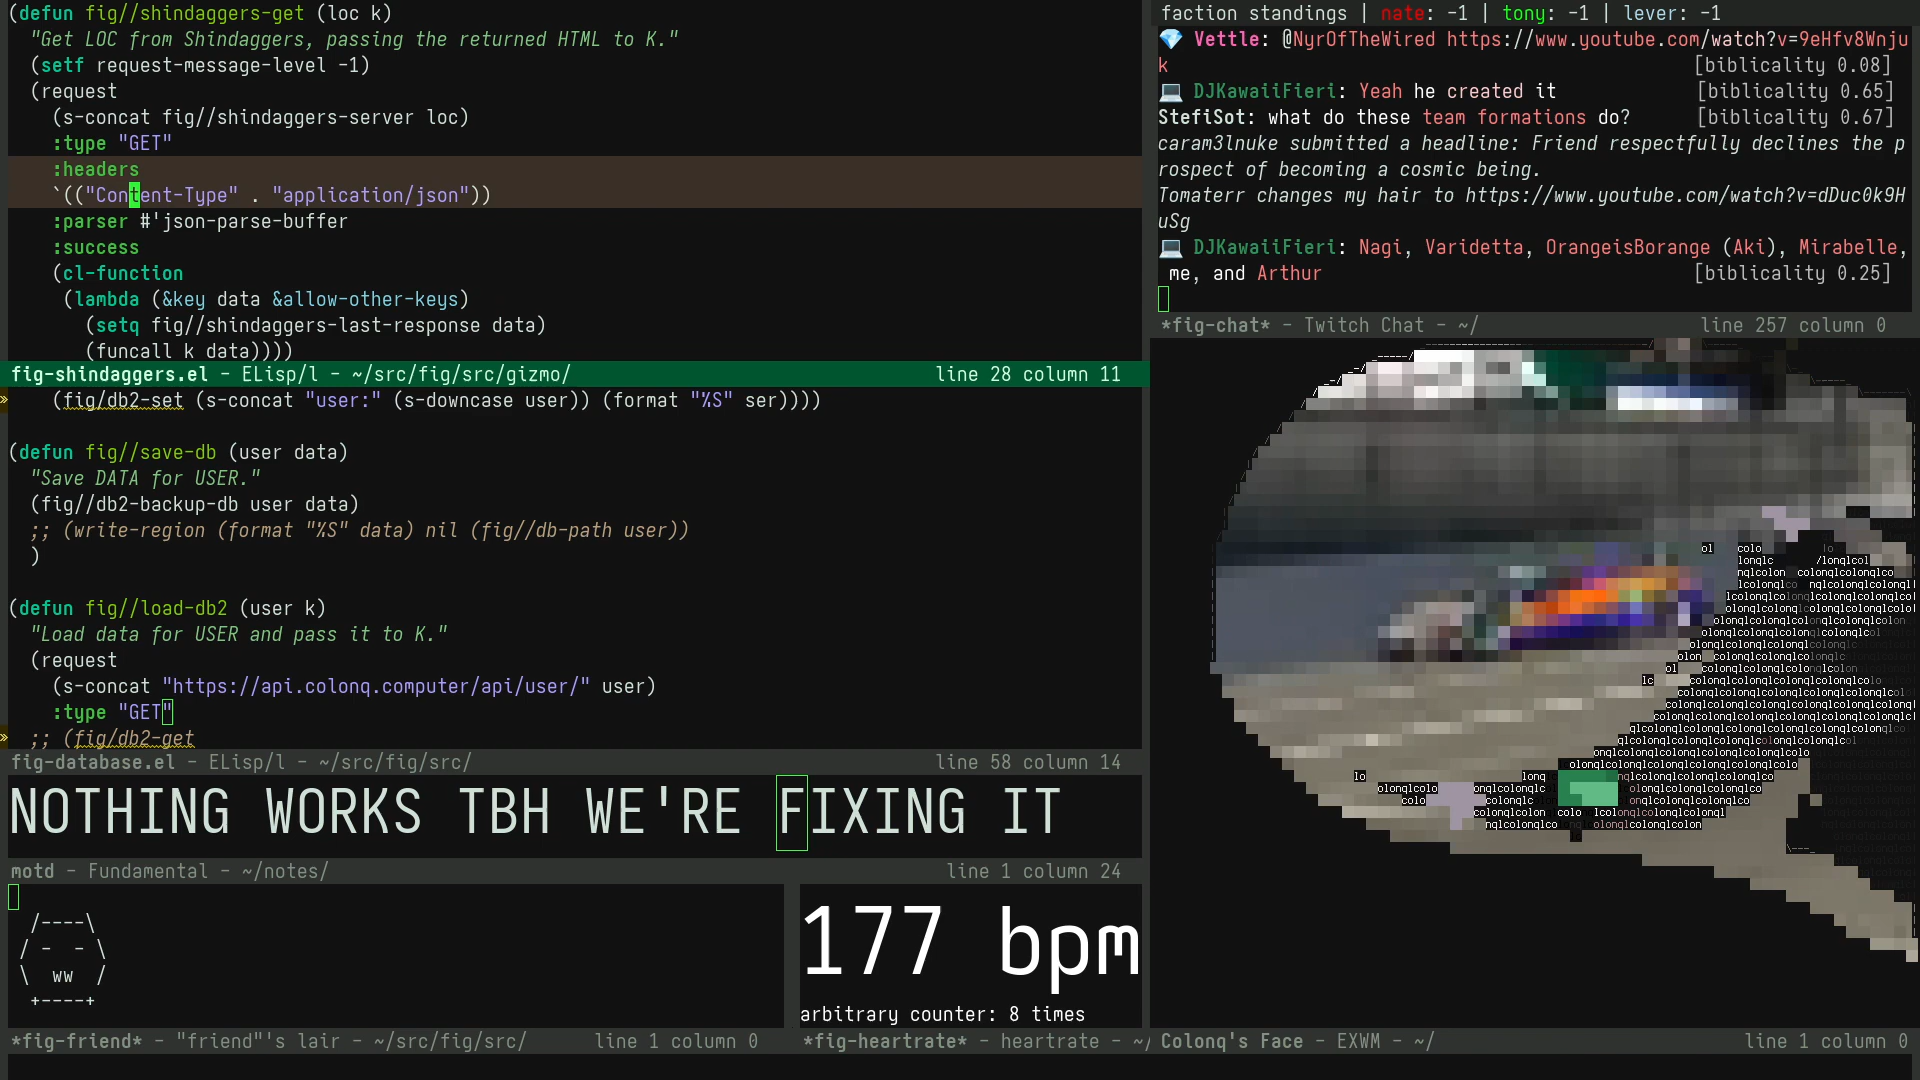 (defun fig//shindaggers-get (loc k)
  "Get LOC from Shindaggers, passing the returned HTML to K."
  (setf request-message-level -1)
  (request
    (s-concat fig//shindaggers-server loc)
    :type "GET"
    :headers
    `(("Content-Type" . "application/json"))
    :parser #'json-parse-buffer
    :success
    (cl-function
     (lambda (&key data &allow-other-keys)
       (setq fig//shindaggers-last-response data)
       (funcall k data))))
fig-shindaggers.el - ELisp/l - ~/src/fig/src/gizmo/ line 28 column 11
    (fig/db2-set (s-concat "user:" (s-downcase user)) (format "%S" ser))))
(defun fig//save-db (user data)
  "Save DATA for USER."
  (fig//db2-backup-db user data)
  ;; (write-region (format "%S" data) nil (fig//db-path user))
  )
(defun fig//load-db2 (user k)
  "Load data for USER and pass it to K."
  (request
    (s-concat "https://api.colonq.computer/api/user/" user)
    :type "GET"
  ;; (fig/db2-get
fig-database.el - ELisp/l - ~/src/fig/src/ line 58 column 14
NOTHING WORKS TBH WE'RE FIXING IT
motd - Fundamental - ~/notes/ line 1 column 24
  /----\
 / -  - \
 \  ww  /
  +----+
*fig-friend* - "friend"'s lair - ~/src/fig/src/ line 1 column 0
177 bpm
arbitrary counter: 8 times
*fig-heartrate* - heartrate - ~/
faction standings | nate: -1 | tony: -1 | lever: -1
💎 Vettle: @NyrOfTheWired https://www.youtube.com/watch?v=9eHfv8Wnju
k [biblicality 0.08]
💻 DJKawaiiFieri: Yeah he created it [biblicality 0.65]
StefiSot: what do these team formations do? [biblicality 0.67]
caram3lnuke submitted a headline: Friend respectfully declines the p
rospect of becoming a cosmic being.
Tomaterr changes my hair to https://www.youtube.com/watch?v=dDuc0k9H
uSg
💻 DJKawaiiFieri: Nagi, Varidetta, OrangeisBorange (Aki), Mirabelle,
 me, and Arthur [biblicality 0.25]
*fig-chat* - Twitch Chat - ~/ line 257 column 0
Colonq's Face - EXWM - ~/ line 1 column 0